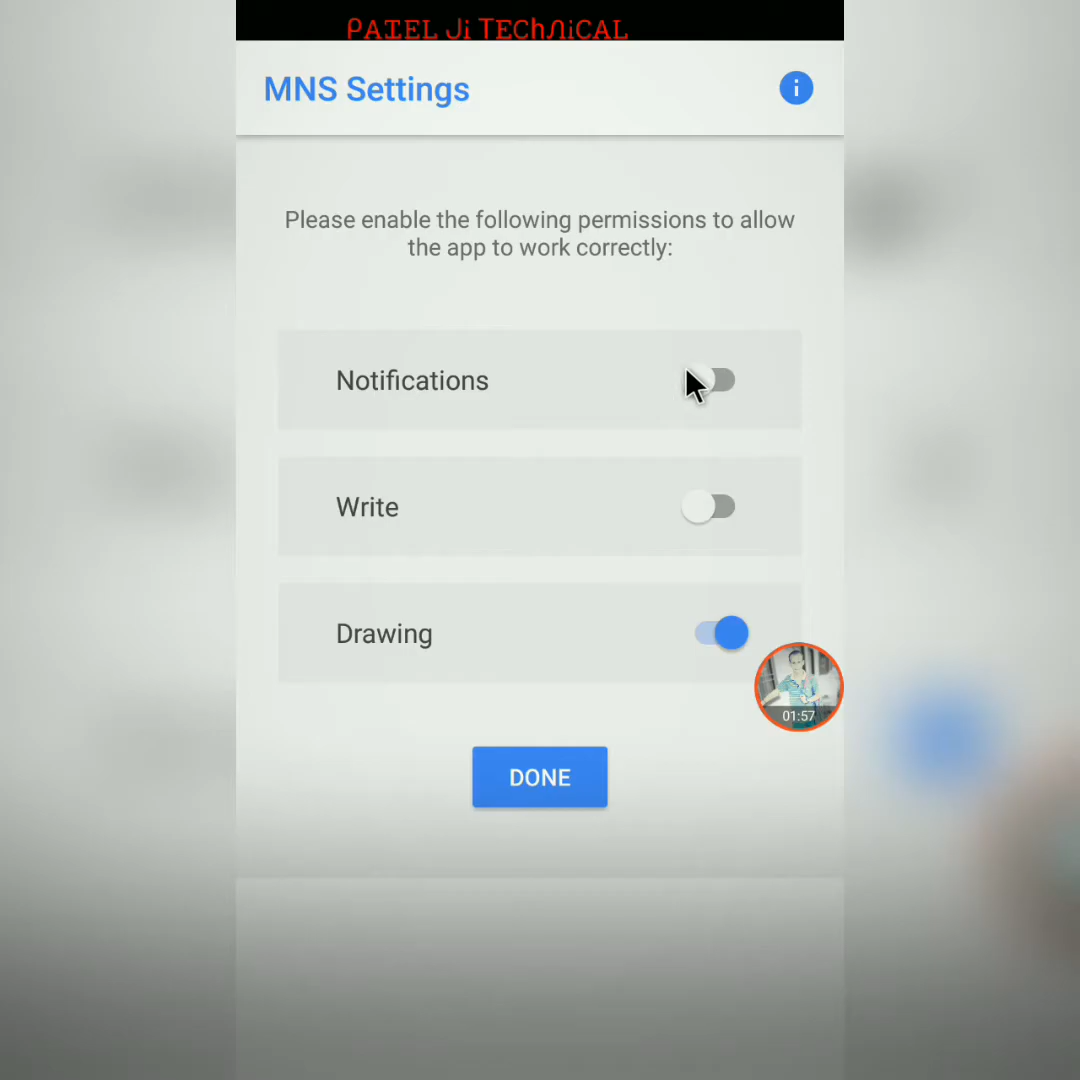 PATEL Ji TEChNiCAL
MNS Settings
i
Please enable the following permissions to allow
the app to work correctly:
Notifications
Write
Drawing
01:57
DONE